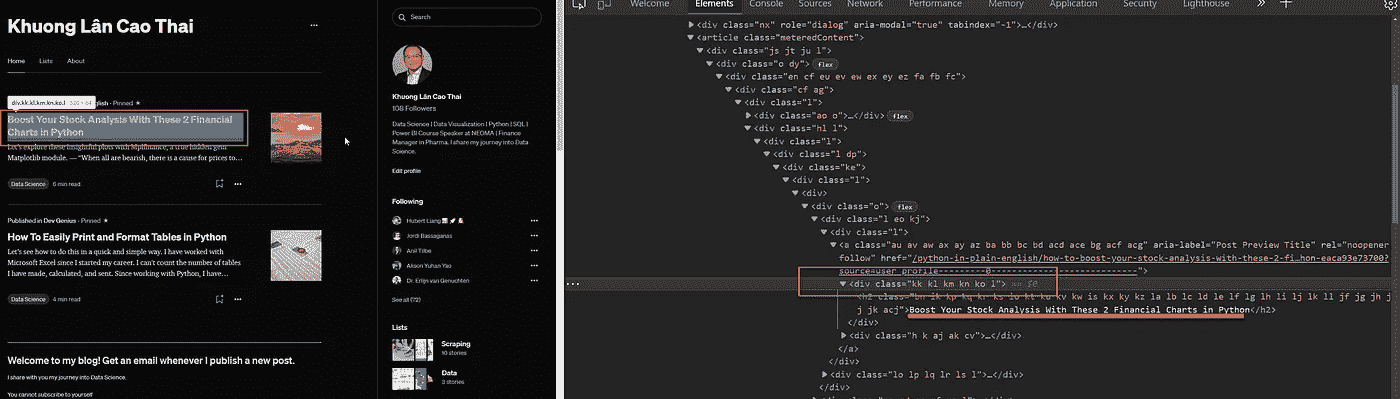 Khuong Lân Cao Thai
Home Lists About
div.kk.kl.km.kn.ko.l 320 × 64
glish · Pinned
Boost Your Stock Analysis With These 2 Financial
Charts in Python
Let's explore these insightful plots with Mplfinance, a true hidden gem
Matplotlib module. — "When all are bearish, there is a cause for prices to…
Data Science 6 min read
Published in Dev Genius · Pinned
How To Easily Print and Format Tables in Python
Let's see how to do this in a quick and simple way. I have worked with
Microsoft Excel since I started my career. I can't count the number of tables
I have made, calculated, and sent. Since working with Python, I have…
Data Science 4 min read
Welcome to my blog! Get an email whenever I publish a new post.
I share with you my journey into Data Science.
You cannot subscribe to yourself
Search
Khuong Lân Cao Thai
108 Followers
Data Science | Data Visualization | Python | SQL |
Power BI Course Speaker at NEOMA | Finance
Manager in Pharma. I share my journey into Data
Science.
Edit profile
Following
Hubert Liang
Jordi Bassaganas
Anil Tilbe
Alison Yuhan Yao
Dr. Erlijn van Genuchten
See all (72)
Lists
Scraping
10 stories
Data
3 stories
Welcome Elements Console Sources Network Performance Memory Application Security Lighthouse
<div class="nx" role="dialog" aria-modal="true" tabindex="-1">…</div>
<article class="meteredContent">
<div class="js jt ju l">
<div class="o dy"> flex
<div class="en cf eu ev ew ex ey ez fa fb fc">
<div class="cf ag">
<div class="l">
<div class="ao o">…</div> flex
<div class="hl l">
<div class="l">
<div class="l dp">
<div class="ke">
<div class="l">
<div>
<div class="o"> flex
<div class="l eo kj">
<div class="l">
<a class="au av aw ax ay az ba bb bc bd acd ace bg acf acg" aria-label="Post Preview Title" rel="noopener
follow" href="/python-in-plain-english/how-to-boost-your-stock-analysis-with-these-2-fi…hon-eaca93e73700?
source=user_profile
<div class="kk kl km kn ko l"> == $0
<h2 class="bn lk kp kq kr ks io kt ku kv kw is kx ky kz la lb lc ld le lf lg lh li lj lk ll jf jg jh j
j jk acj">Boost Your Stock Analysis With These 2 Financial Charts in Python</h2>
</div>
<div class="h k aj ak cv">…</div>
</a>
</div>
<div class="lo lp lq lr ls l">…</div>
</div>